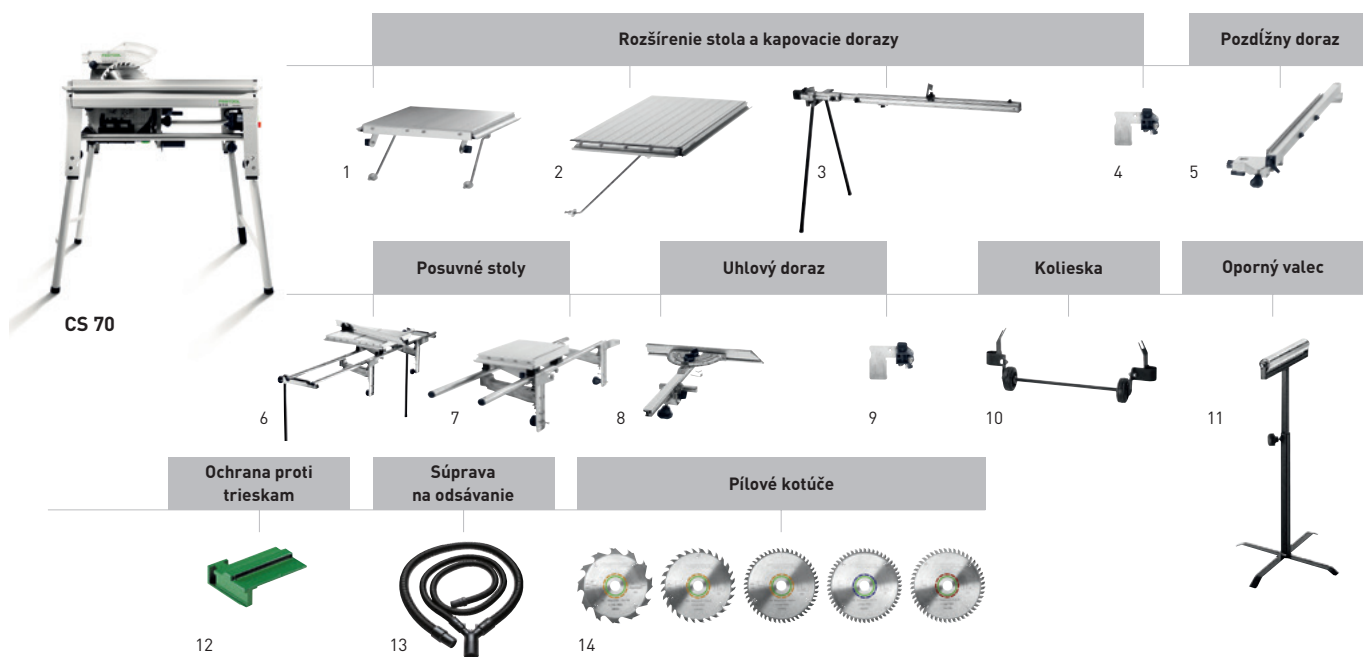 Rozšírenie stola a kapovacie dorazy
Pozdĺžny doraz
1
2
3
4
5
CS 70
Posuvné stoly
Uhlový doraz
Kolieska
Oporný valec
6
7
8
9
10
11
Ochrana proti
trieskam
Súprava
na odsávanie
Pílové kotúče
12
13
14